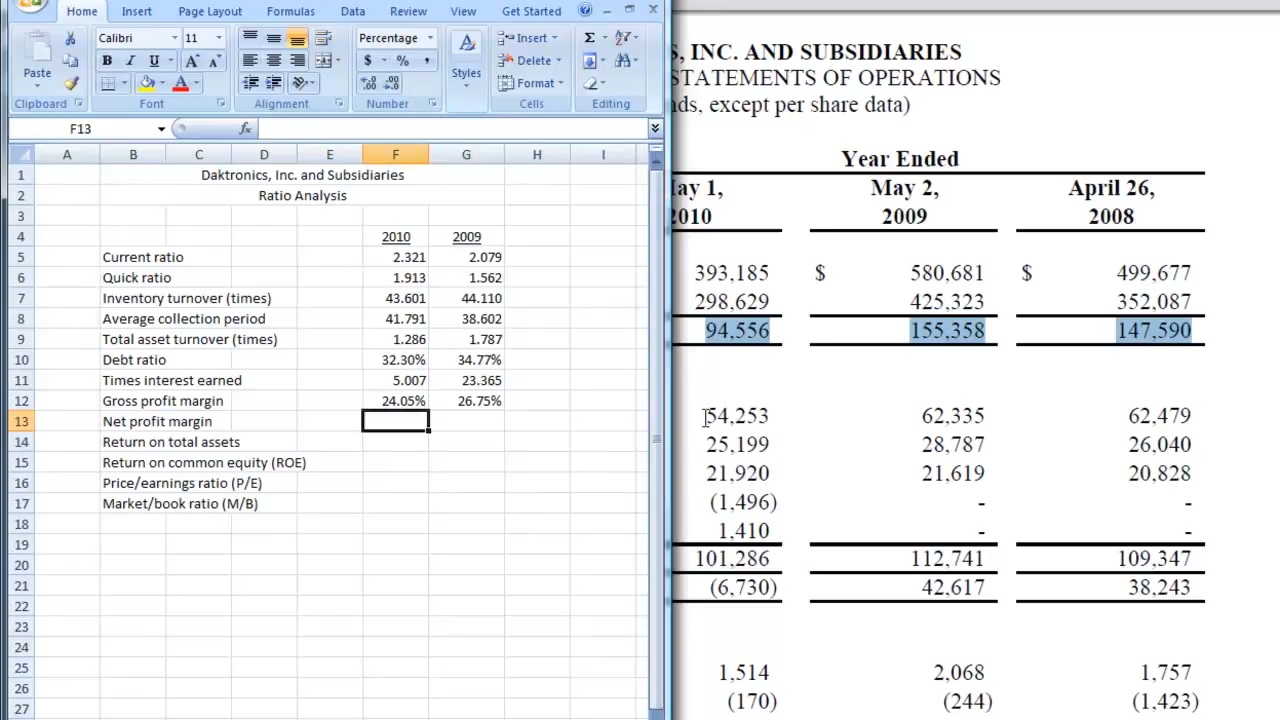 Home Insert Page Layout Formulas Data Review View Get Started
Calibri 11 Percentage Insert Σ
Paste B I U A A $ % , Styles Delete
Format
Clipboard Font Alignment Number Cells Editing
F13 fx
A B C D E F G H I
1 Daktronics, Inc. and Subsidiaries
2 Ratio Analysis
3
4 2010 2009
5 Current ratio 2.321 2.079
6 Quick ratio 1.913 1.562
7 Inventory turnover (times) 43.601 44.110
8 Average collection period 41.791 38.602
9 Total asset turnover (times) 1.286 1.787
10 Debt ratio 32.30% 34.77%
11 Times interest earned 5.007 23.365
12 Gross profit margin 24.05% 26.75%
13 Net profit margin
14 Return on total assets
15 Return on common equity (ROE)
16 Price/earnings ratio (P/E)
17 Market/book ratio (M/B)
18
19
20
21
22
23
24
25
26
27
, INC. AND SUBSIDIARIES
STATEMENTS OF OPERATIONS
nds, except per share data)
Year Ended
ay 1, May 2, April 26,
2010 2009 2008
393,185 $ 580,681 $ 499,677
298,629 425,323 352,087
94,556 155,358 147,590
54,253 62,335 62,479
25,199 28,787 26,040
21,920 21,619 20,828
(1,496) - -
1,410 - -
101,286 112,741 109,347
(6,730) 42,617 38,243
1,514 2,068 1,757
(170) (244) (1,423)